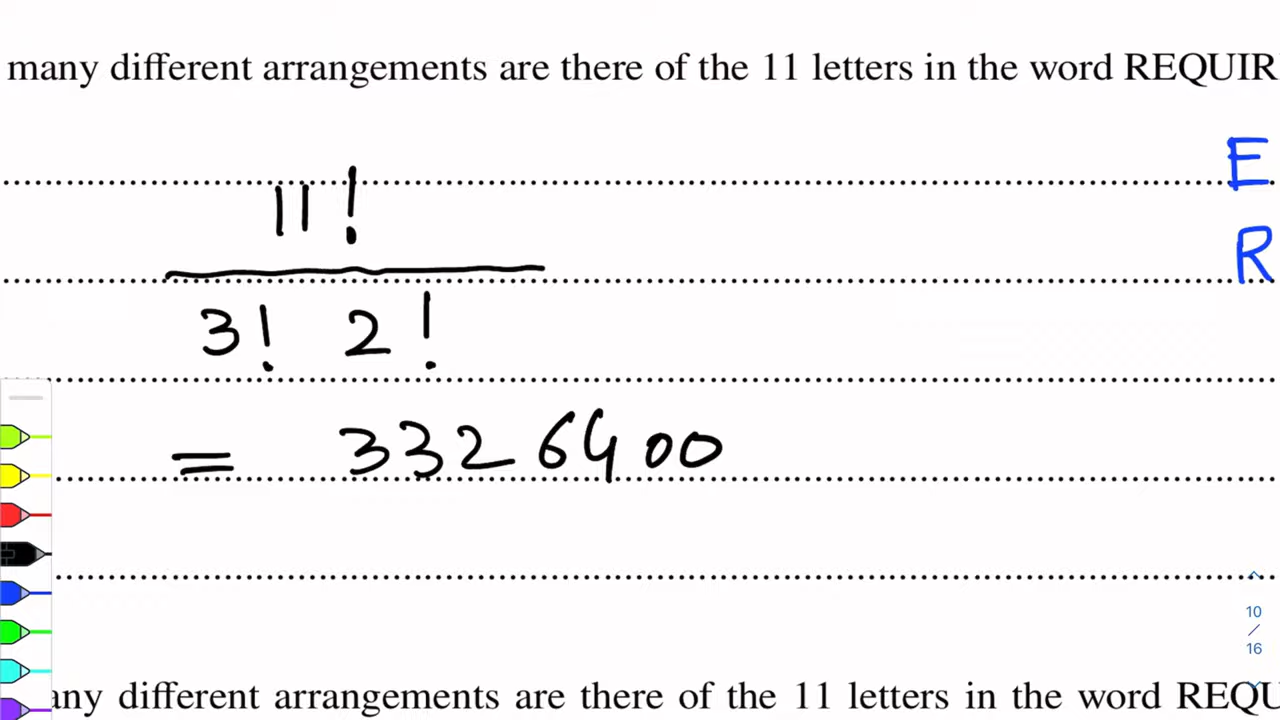 many different arrangements are there of the 11 letters in the word REQUIR
E
11!
R
3! 2!
= 3326400
10
/
16
any different arrangements are there of the 11 letters in the word REQU